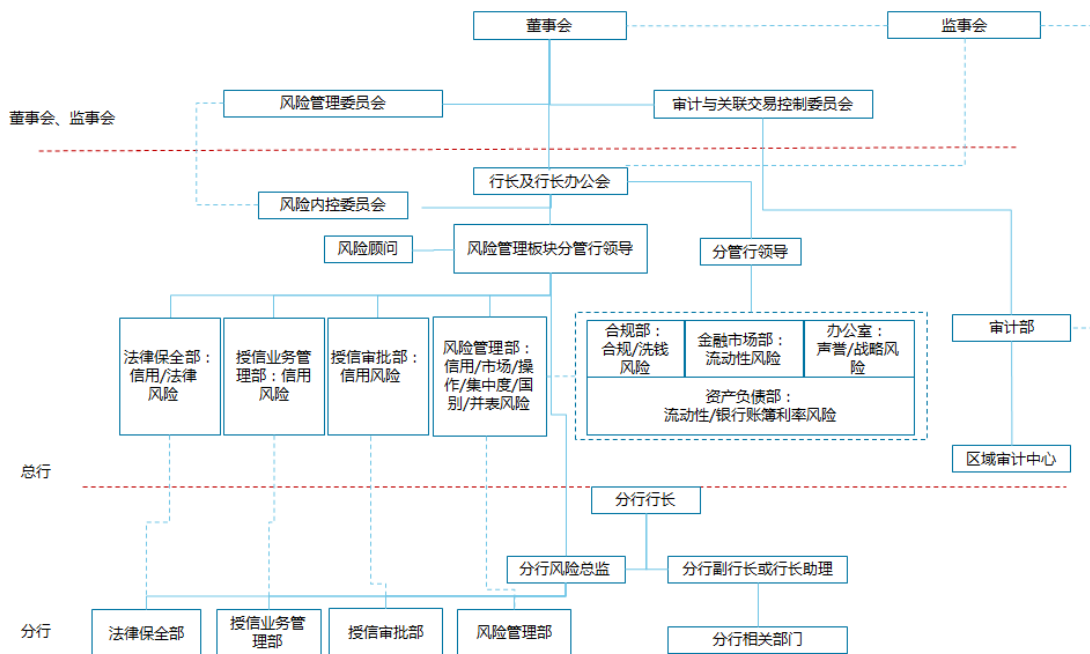 董事会
监事会
风险管理委员会
审计与关联交易控制委员会
董事会、监事会
行长及行长办公会
风险内控委员会
风险顾问
风险管理板块分管行领导
分管行领导
法律保全部：
信用/法律
风险
授信业务管
理部：信用
风险
授信审批部：
信用风险
风险管理部：
信用/市场/操
作/集中度/国
别/并表风险
合规部：
合规/洗钱
风险
金融市场部：
流动性风险
办公室：
声誉/战略风
险
资产负债部：
流动性/银行账簿利率风险
审计部
区域审计中心
总行
分行行长
分行风险总监
分行副行长或行长助理
分行
法律保全部
授信业务管
理部
授信审批部
风险管理部
分行相关部门